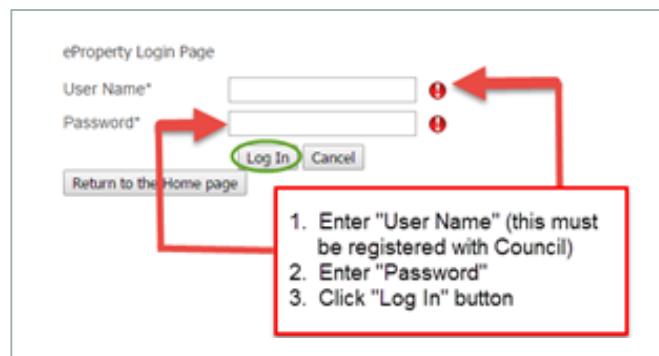 eProperty Login Page
User Name*
Password*
Log In Cancel
Return to the Home page
1. Enter "User Name" (this must
be registered with Council)
2. Enter "Password"
3. Click "Log In" button